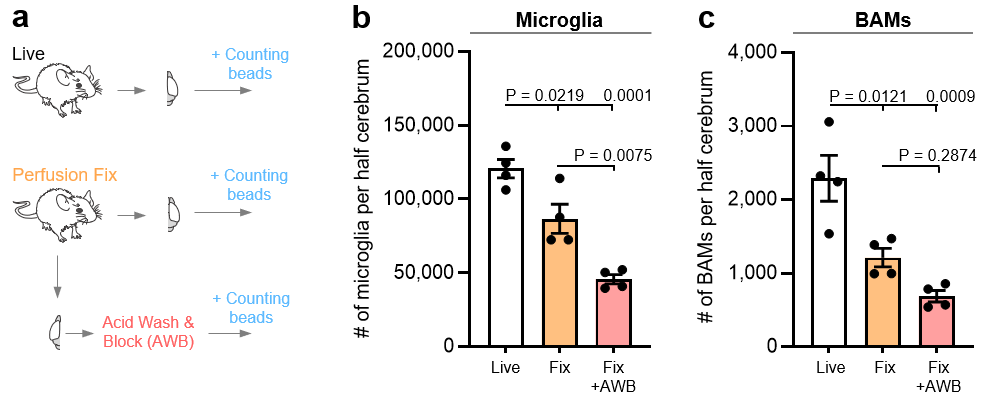 a
Live
+ Counting
beads
Perfusion Fix
+ Counting
beads
Acid Wash &
Block (AWB)
+ Counting
beads
b
Microglia
# of microglia per half cerebrum
200,000
150,000
100,000
50,000
0
P = 0.0219 0.0001
P = 0.0075
Live
Fix
Fix
+AWB
c
BAMs
# of BAMs per half cerebrum
4,000
3,000
2,000
1,000
0
P = 0.0121 0.0009
P = 0.2874
Live
Fix
Fix
+AWB